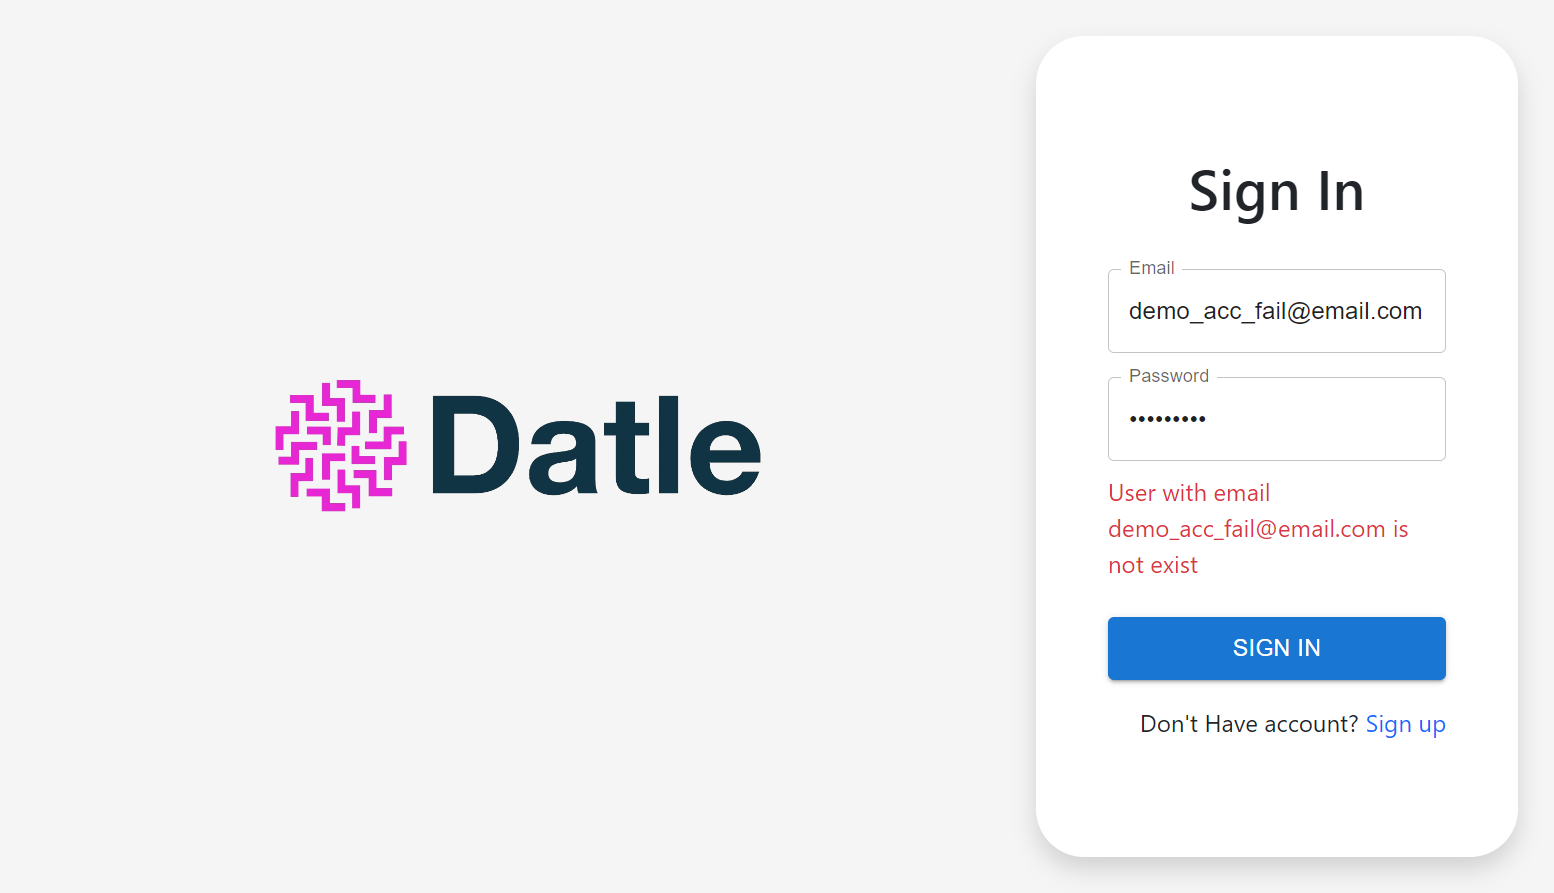 Datle
Sign In
Email
demo_acc_fail@email.com
Password
•••••••••
User with email
demo_acc_fail@email.com is
not exist
SIGN IN
Don't Have account? Sign up